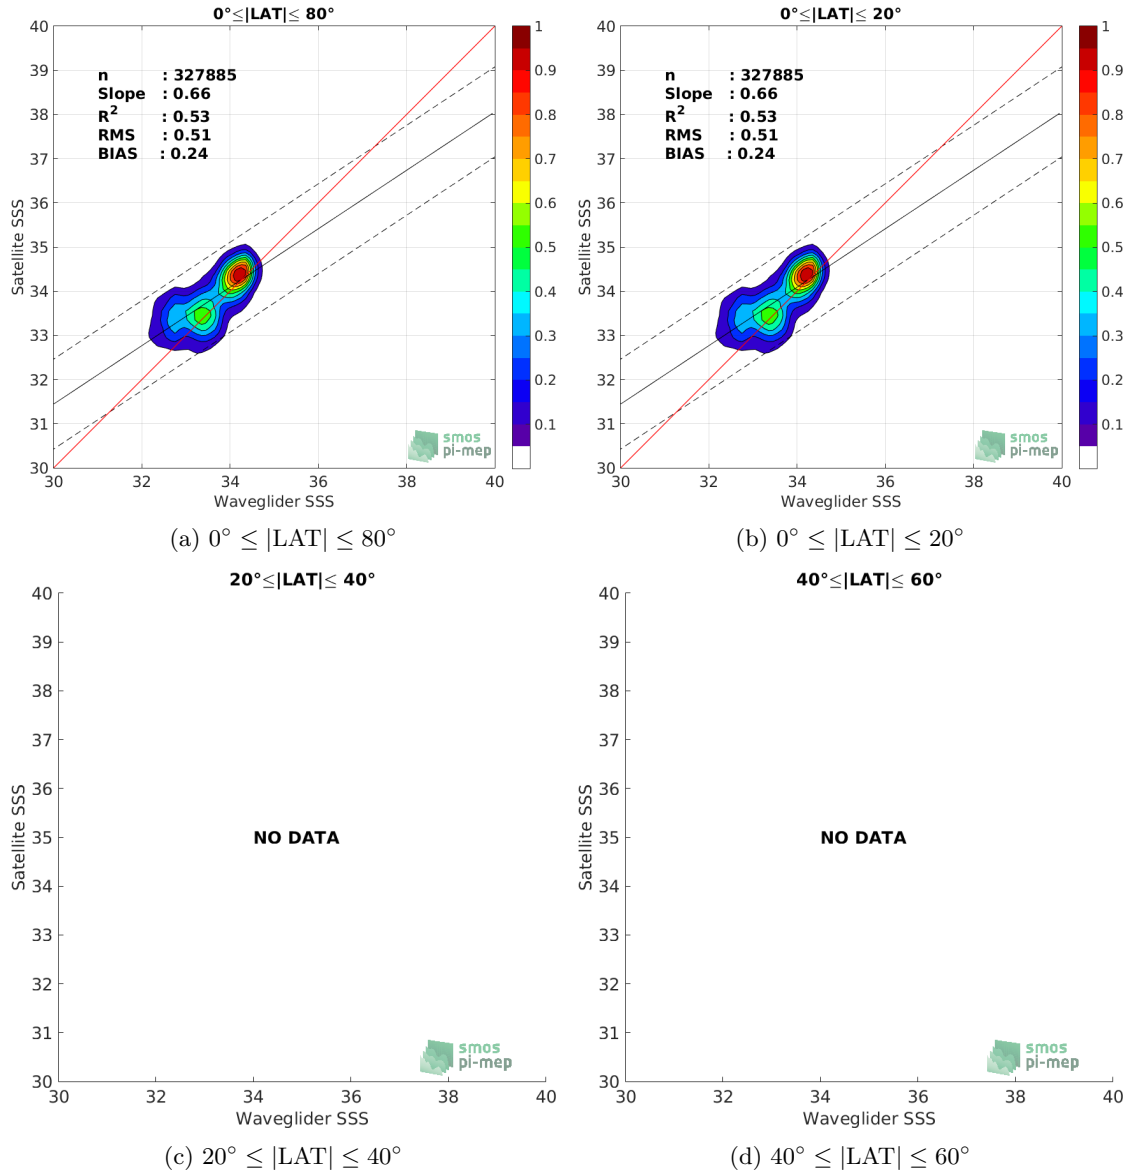 0°≤|LAT|≤ 80°
40
39
38
37
36
35
34
33
32
31
30
Satellite SSS
n : 327885
Slope : 0.66
R² : 0.53
RMS : 0.51
BIAS : 0.24
smos
pi-mep
30 32 34 36 38 40
Waveglider SSS
1
0.9
0.8
0.7
0.6
0.5
0.4
0.3
0.2
0.1
(a) 0° ≤ |LAT| ≤ 80°
0°≤|LAT|≤ 20°
40
39
38
37
36
35
34
33
32
31
30
Satellite SSS
n : 327885
Slope : 0.66
R² : 0.53
RMS : 0.51
BIAS : 0.24
smos
pi-mep
30 32 34 36 38 40
Waveglider SSS
1
0.9
0.8
0.7
0.6
0.5
0.4
0.3
0.2
0.1
(b) 0° ≤ |LAT| ≤ 20°
20°≤|LAT|≤ 40°
40
39
38
37
36
35
34
33
32
31
30
Satellite SSS
NO DATA
smos
pi-mep
30 32 34 36 38 40
Waveglider SSS
(c) 20° ≤ |LAT| ≤ 40°
40°≤|LAT|≤ 60°
40
39
38
37
36
35
34
33
32
31
30
Satellite SSS
NO DATA
smos
pi-mep
30 32 34 36 38 40
Waveglider SSS
(d) 40° ≤ |LAT| ≤ 60°